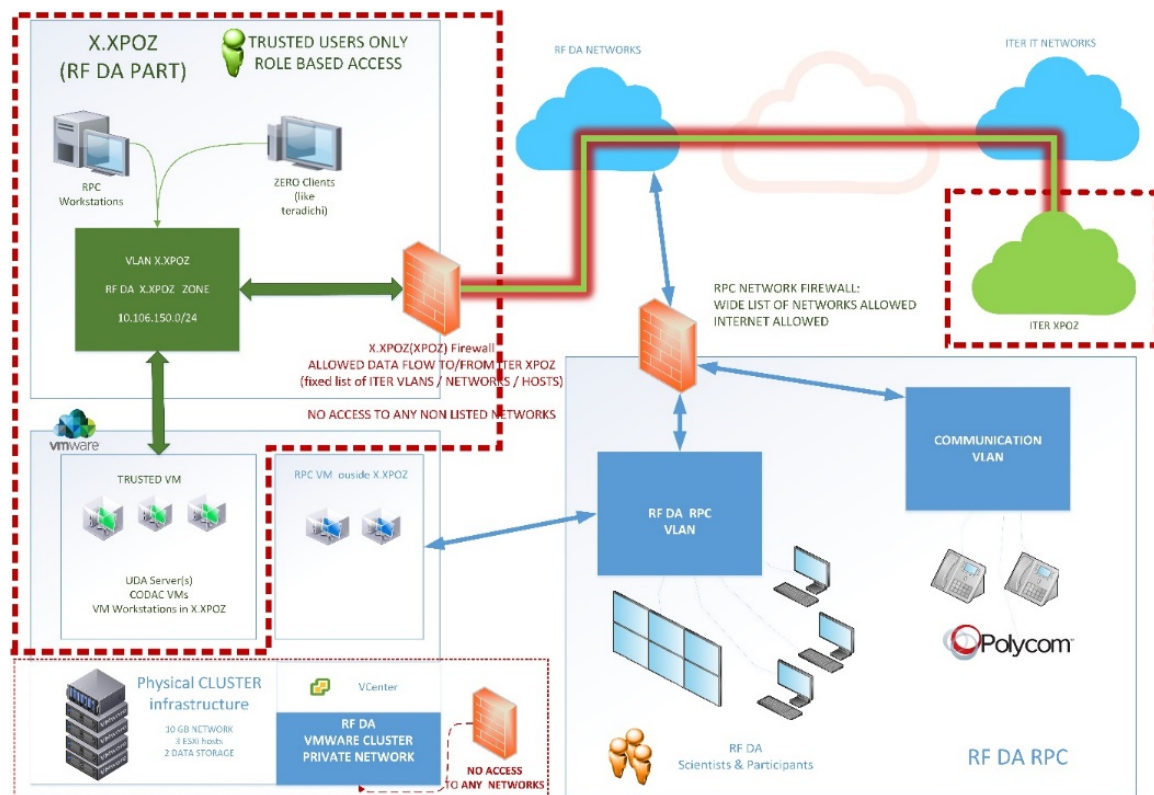 X.XPOZ
(RF DA PART)
TRUSTED USERS ONLY
ROLE BASED ACCESS
RPC
Workstations
ZERO Clients
(like
teradichi)
VLAN X.XPOZ
RF DA X.XPOZ ZONE
10.106.150.0/24
X.XPOZ(XPOZ) Firewall
ALLOWED DATA FLOW TO/FROM ITER XPOZ
(fixed list of ITER VLANS / NETWORKS / HOSTS)
NO ACCESS TO ANY NON LISTED NETWORKS
RF DA NETWORKS
ITER IT NETWORKS
ITER XPOZ
RPC NETWORK FIREWALL:
WIDE LIST OF NETWORKS ALLOWED
INTERNET ALLOWED
vmware
TRUSTED VM
UDA Server(s)
CODAC VMs
VM Workstations in X.XPOZ
RPC VM ouside X.XPOZ
RF DA RPC
VLAN
COMMUNICATION
VLAN
Polycom™
RF DA
Scientists & Participants
RF DA RPC
Physical CLUSTER
infrastructure
10 GB NETWORK
3 ESXi hosts
2 DATA STORAGE
vmware
vmware
vmware
vmware
VCenter
RF DA
VMWARE CLUSTER
PRIVATE NETWORK
NO ACCESS
TO ANY NETWORKS